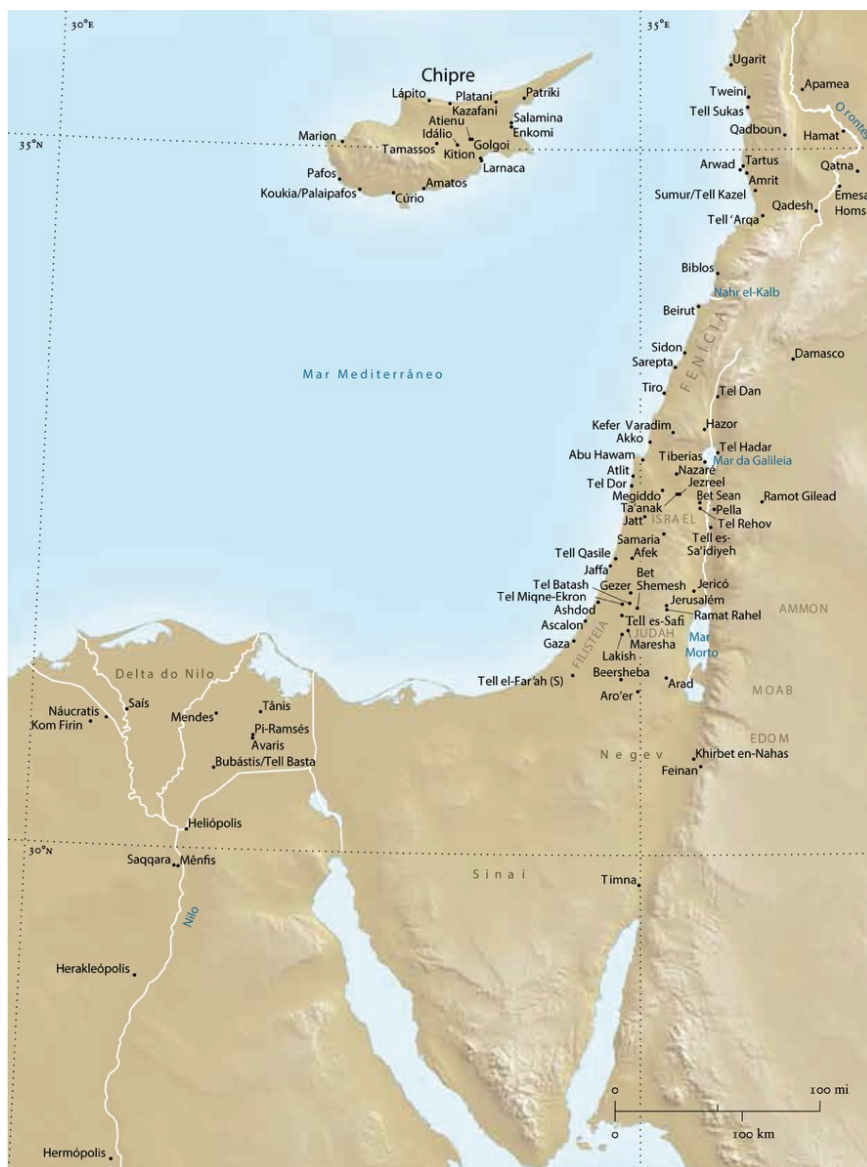 30°E
35°E
Ugarit
Apamea
Chipre
Lápito
Platani
Patriki
Kazafani
Tweini
Tell Sukas
Orontes
Atienu
Salamina
Enkomi
Idálio
Golgoi
Qadboun
Hamat
35°N
Marion
Tamassos
Kition
Larnaca
Arwad
Tartus
Qatna
Pafos
Amatos
Amrit
Koukia/Palaipafos
Cúrio
Sumur/Tell Kazel
Emesa
Homs
Qadesh
Tell ‘Arqa
Biblos
Nahr el-Kalb
Beirut
FENÍCIA
Sidon
Damasco
Sarepta
Mar Mediterrâneo
Tiro
Tel Dan
Kefer Varadim
Hazor
Akko
Tel Hadar
Abu Hawam
Tiberias
Mar da Galileia
Atlit
Nazaré
Tel Dor
Jezreel
Megiddo
Bet Sean
Ramot Gilead
Ta’anak
Pella
Jatt
ISRAEL
Tel Rehov
Samaria
Tell es-
Sa’idiyeh
Tell Qasile
Afek
Jaffa
Bet
Shemesh
Tel Batash
Gezer
Jericó
Tel Miqne-Ekron
Jerusalém
Ashdod
Ramat Rahel
AMMON
Ascalon
Tell es-Safi
JUDAH
Gaza
FILISTEIA
Maresha
Mar
Morto
Lakish
Delta do Nilo
Tell el-Far’ah (S)
Beersheba
Arad
MOAB
Aro’er
Náucratis
Saís
Tânis
Kom Firin
Mendes
Pi-Ramsés
Avaris
EDOM
Negev
Khirbet en-Nahas
Bubástis/Tell Basta
Feinan
Heliópolis
30°N
Saqqara
Mênfis
Sinai
Timna
Nilo
Herakleópolis
0
100 mi
0
100 km
Hermópolis